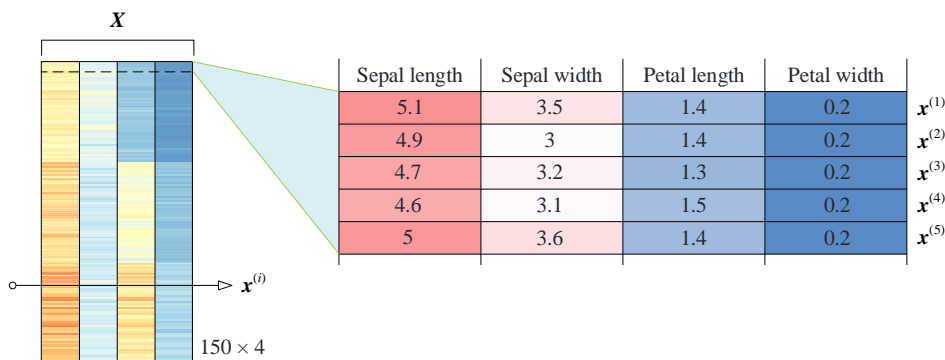 X
Sepal length Sepal width Petal length Petal width
5.1 3.5 1.4 0.2 x^(1)
4.9 3 1.4 0.2 x^(2)
4.7 3.2 1.3 0.2 x^(3)
4.6 3.1 1.5 0.2 x^(4)
5 3.6 1.4 0.2 x^(5)
x^(i)
150 × 4